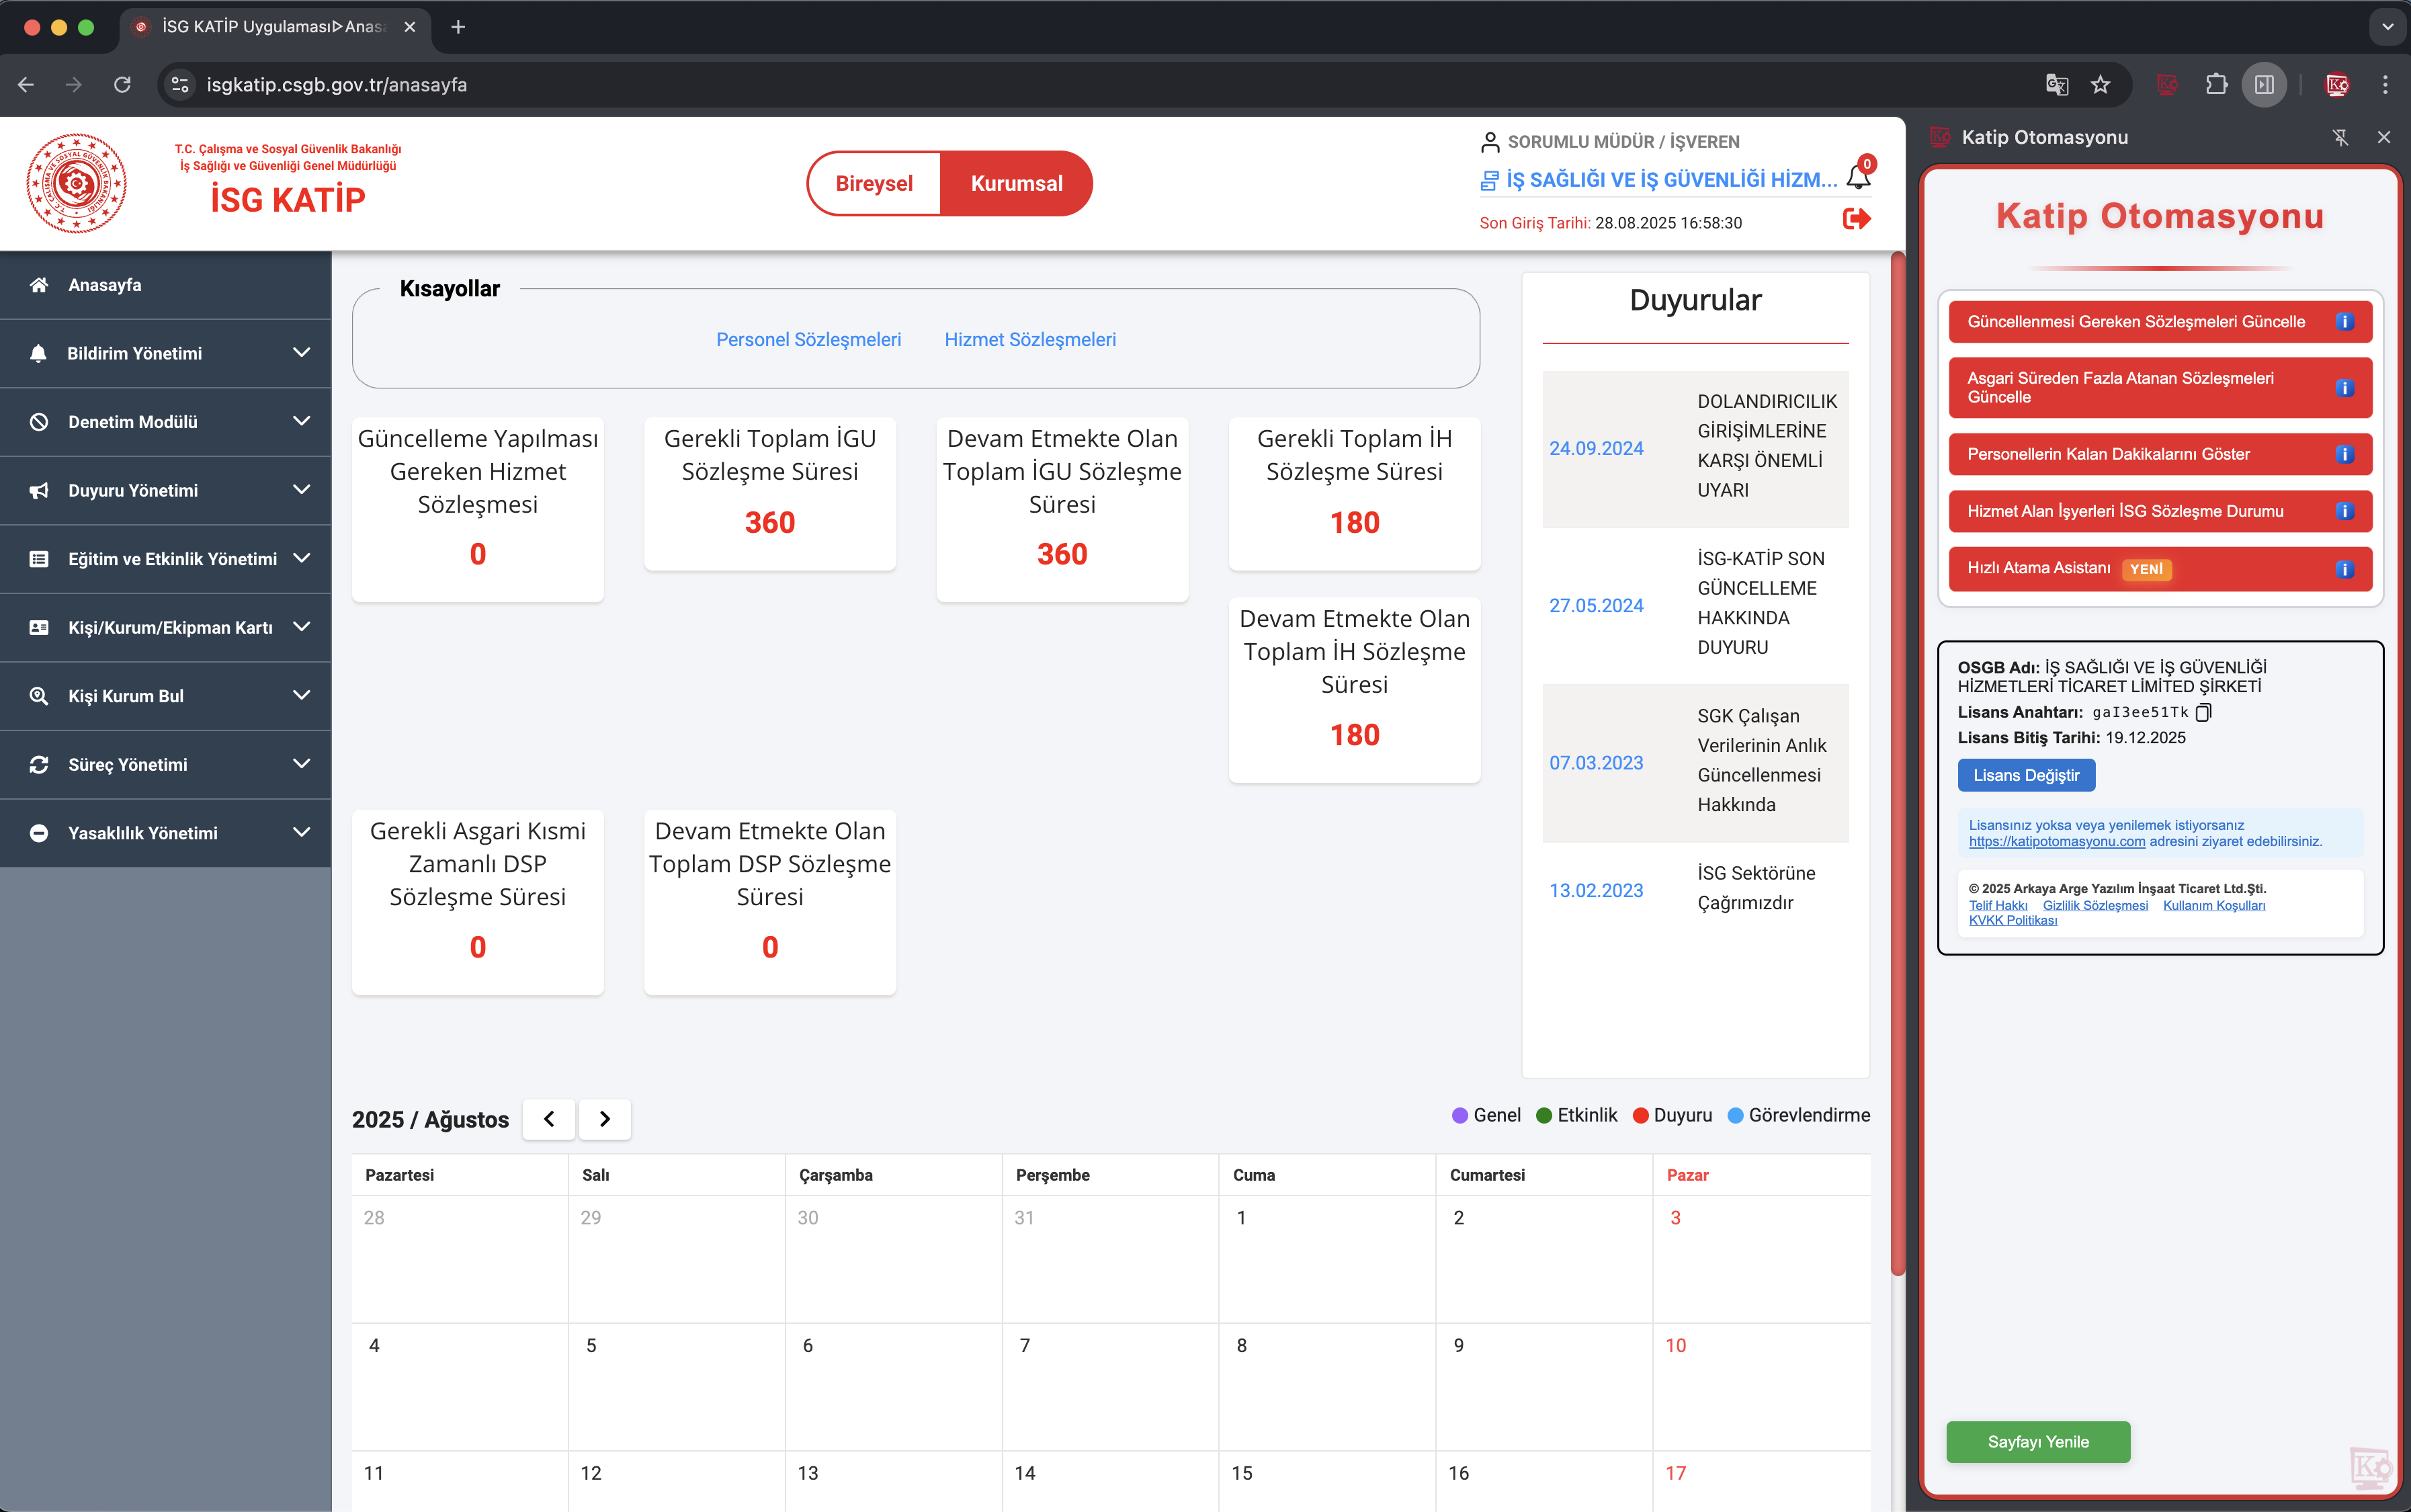 İSG KATİP Uygulaması
isgkatip.csgb.gov.tr/anasayfa
T.C. Çalışma ve Sosyal Güvenlik Bakanlığı
İş Sağlığı ve Güvenliği Genel Müdürlüğü
İSG KATİP
Bireysel
Kurumsal
SORUMLU MÜDÜR / İŞVEREN
İŞ SAĞLIĞI VE İŞ GÜVENLİĞİ HİZM...
0
Son Giriş Tarihi: 28.08.2025 16:58:30
Anasayfa
Bildirim Yönetimi
Denetim Modülü
Duyuru Yönetimi
Eğitim ve Etkinlik Yönetimi
Kişi/Kurum/Ekipman Kartı
Kişi Kurum Bul
Süreç Yönetimi
Yasaklılık Yönetimi
Kısayollar
Personel Sözleşmeleri
Hizmet Sözleşmeleri
Güncelleme Yapılması
Gereken Hizmet
Sözleşmesi
0
Gerekli Toplam İGU
Sözleşme Süresi
360
Devam Etmekte Olan
Toplam İGU Sözleşme
Süresi
360
Gerekli Toplam İH
Sözleşme Süresi
180
Devam Etmekte Olan
Toplam İH Sözleşme
Süresi
180
Gerekli Asgari Kısmi
Zamanlı DSP
Sözleşme Süresi
0
Devam Etmekte Olan
Toplam DSP Sözleşme
Süresi
0
Duyurular
24.09.2024
DOLANDIRICILIK
GİRİŞİMLERİNE
KARŞI ÖNEMLİ
UYARI
27.05.2024
İSG-KATİP SON
GÜNCELLEME
HAKKINDA
DUYURU
07.03.2023
SGK Çalışan
Verilerinin Anlık
Güncellenmesi
Hakkında
13.02.2023
İSG Sektörüne
Çağrımızdır
2025 / Ağustos
Genel
Etkinlik
Duyuru
Görevlendirme
Pazartesi
Salı
Çarşamba
Perşembe
Cuma
Cumartesi
Pazar
28
29
30
31
1
2
3
4
5
6
7
8
9
10
11
12
13
14
15
16
17
Katip Otomasyonu
Katip Otomasyonu
Güncellenmesi Gereken Sözleşmeleri Güncelle
Asgari Süreden Fazla Atanan Sözleşmeleri
Güncelle
Personellerin Kalan Dakikalarını Göster
Hizmet Alan İşyerleri İSG Sözleşme Durumu
Hızlı Atama Asistanı YENİ
OSGB Adı: İŞ SAĞLIĞI VE İŞ GÜVENLİĞİ
HİZMETLERİ TİCARET LİMİTED ŞİRKETİ
Lisans Anahtarı: gaI3ee51Tk
Lisans Bitiş Tarihi: 19.12.2025
Lisans Değiştir
Lisansınız yoksa veya yenilemek istiyorsanız
https://katipotomasyonu.com adresini ziyaret edebilirsiniz.
© 2025 Arkaya Arge Yazılım İnşaat Ticaret Ltd.Şti.
Telif Hakkı Gizlilik Sözleşmesi Kullanım Koşulları
KVKK Politikası
Sayfayı Yenile